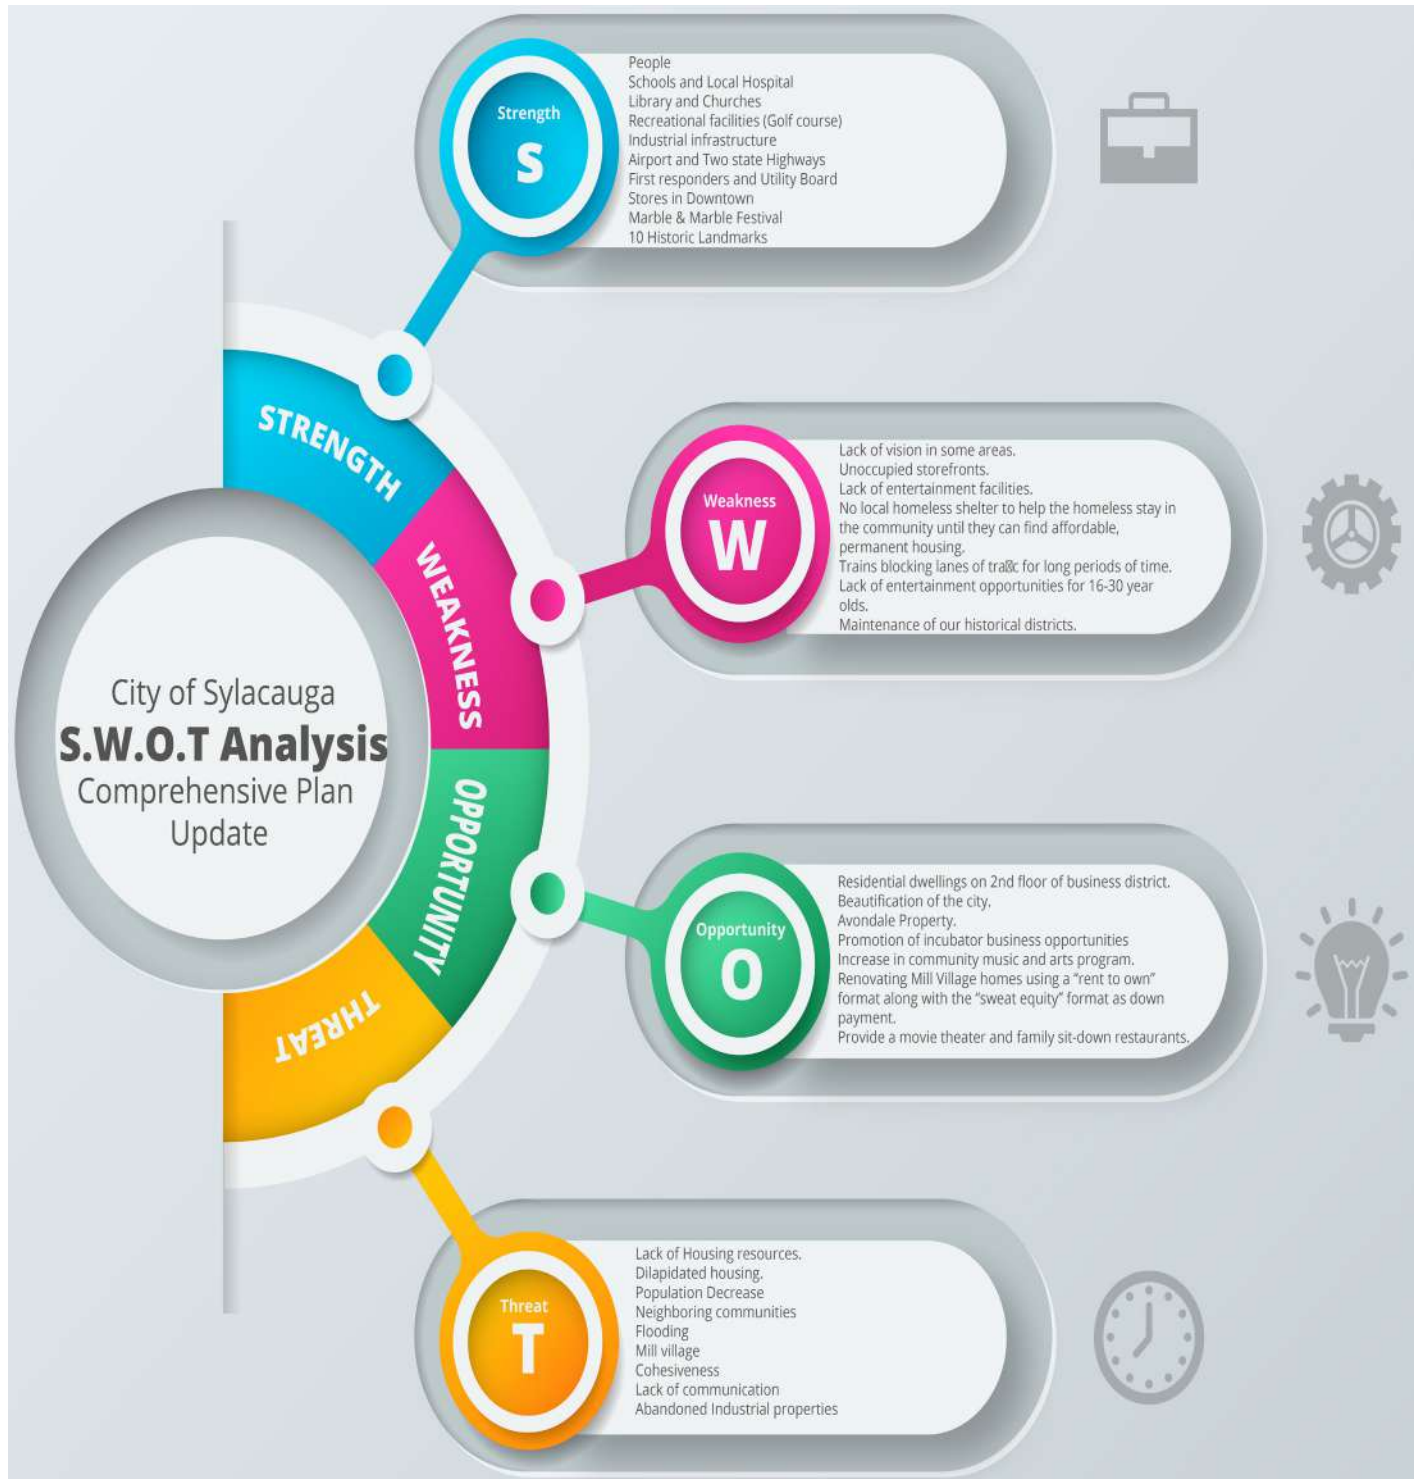 Strength
S
People
Schools and Local Hospital
Library and Churches
Recreational facilities (Golf course)
Industrial infrastructure
Airport and Two state Highways
First responders and Utility Board
Stores in Downtown
Marble & Marble Festival
10 Historic Landmarks
STRENGTH
WEAKNESS
OPPORTUNITY
THREAT
City of Sylacauga
S.W.O.T Analysis
Comprehensive Plan
Update
Weakness
W
Lack of vision in some areas.
Unoccupied storefronts.
Lack of entertainment facilities.
No local homeless shelter to help the homeless stay in
the community until they can find affordable,
permanent housing.
Trains blocking lanes of for long periods of time.
Lack of entertainment opportunities for 16-30 year
olds.
Maintenance of our historical districts.
Opportunity
O
Residential dwellings on 2nd floor of business district.
Beautification of the city.
Avondale Property.
Promotion of incubator business opportunities
Increase in community music and arts program.
Renovating Mill Village homes using a “rent to own”
format along with the “sweat equity” format as down
payment.
Provide a movie theater and family sit-down restaurants.
Threat
T
Lack of Housing resources.
Dilapidated housing.
Population Decrease
Neighboring communities
Flooding
Mill village
Cohesiveness
Lack of communication
Abandoned Industrial properties